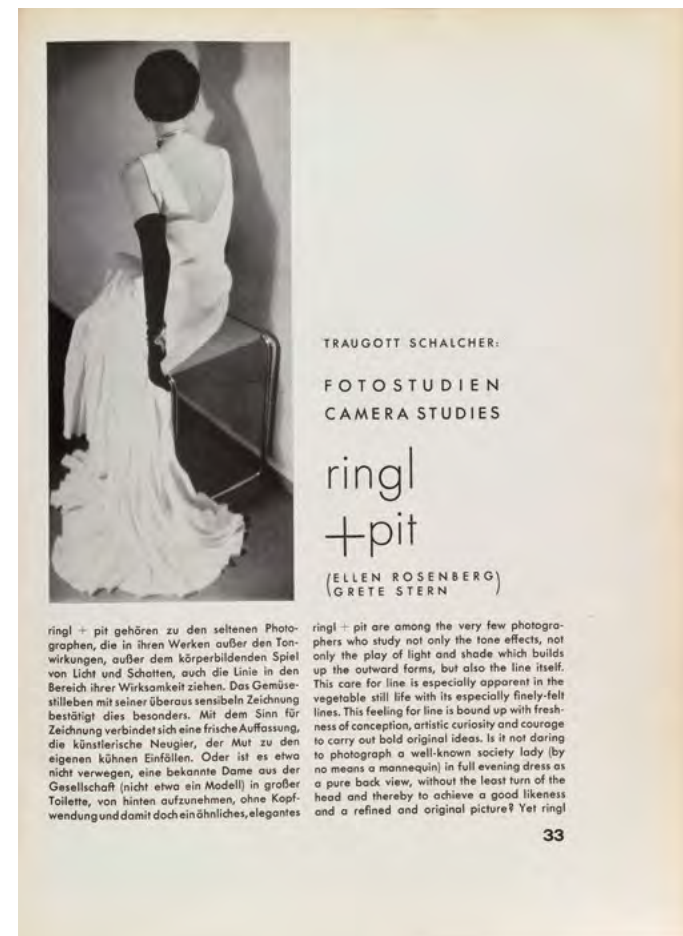 TRAUGOTT SCHALCHER:
FOTOSTUDIEN
CAMERA STUDIES
ringl
+pit
(ELLEN ROSENBERG)
(GRETE STERN)
ringl + pit gehören zu den seltenen Photo-
graphen, die in ihren Werken außer den Ton-
wirkungen, außer dem körperbildenden Spiel
von Licht und Schatten, auch die Linie in den
Bereich ihrer Wirksamkeit ziehen. Das Gemüse-
stilleben mit seiner überaus sensibeln Zeichnung
bestätigt dies besonders. Mit dem Sinn für
Zeichnung verbindet sich eine frische Auffassung,
die künstlerische Neugier, der Mut zu den
eigenen kühnen Einfällen. Oder ist es etwa
nicht verwegen, eine bekannte Dame aus der
Gesellschaft (nicht etwa ein Modell) in großer
Toilette, von hinten aufzunehmen, ohne Kopf-
wendung und damit doch ein ähnliches, elegantes
ringl + pit are among the very few photogra-
phers who study not only the tone effects, not
only the play of light and shade which builds
up the outward forms, but also the line itself.
This care for line is especially apparent in the
vegetable still life with its especially finely-felt
lines. This feeling for line is bound up with fresh-
ness of conception, artistic curiosity and courage
to carry out bold original ideas. Is it not daring
to photograph a well-known society lady (by
no means a mannequin) in full evening dress as
a pure back view, without the least turn of the
head and thereby to achieve a good likeness
and a refined and original picture? Yet ringl
33